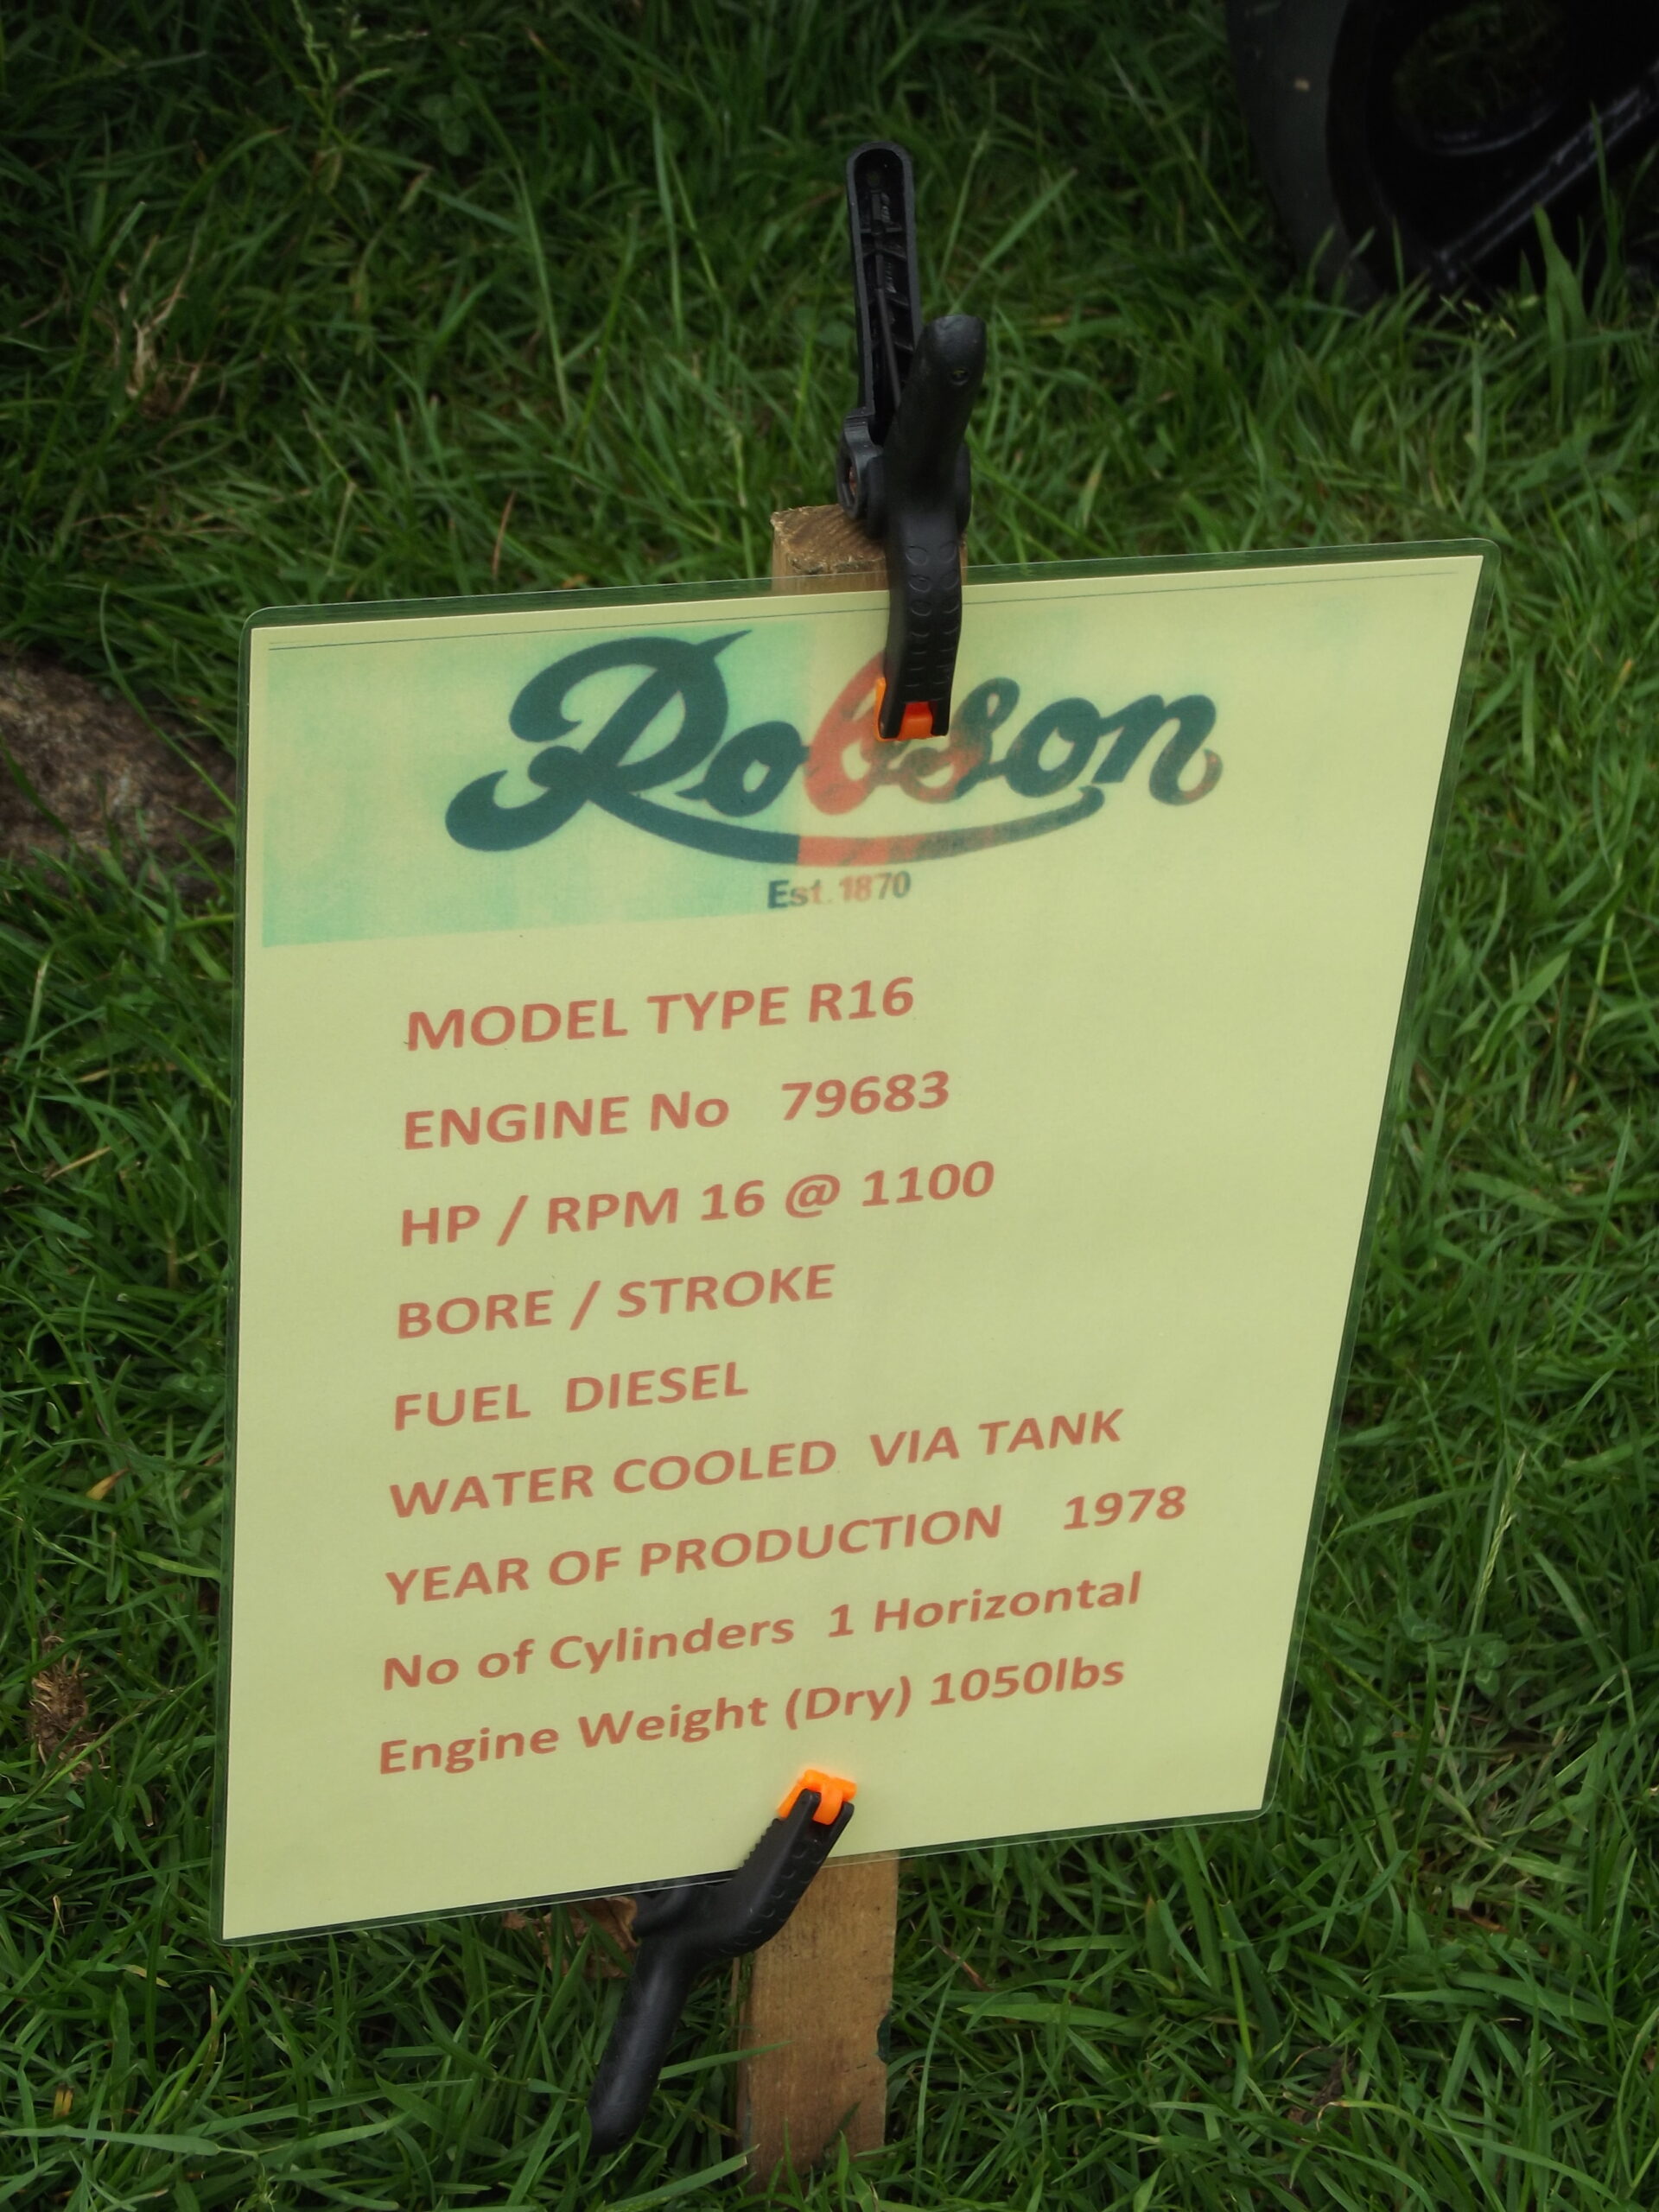 Robson
Est. 1870
MODEL TYPE R16
ENGINE No 79683
HP / RPM 16 @ 1100
BORE / STROKE
FUEL DIESEL
WATER COOLED VIA TANK
YEAR OF PRODUCTION 1978
No of Cylinders 1 Horizontal
Engine Weight (Dry) 1050lbs